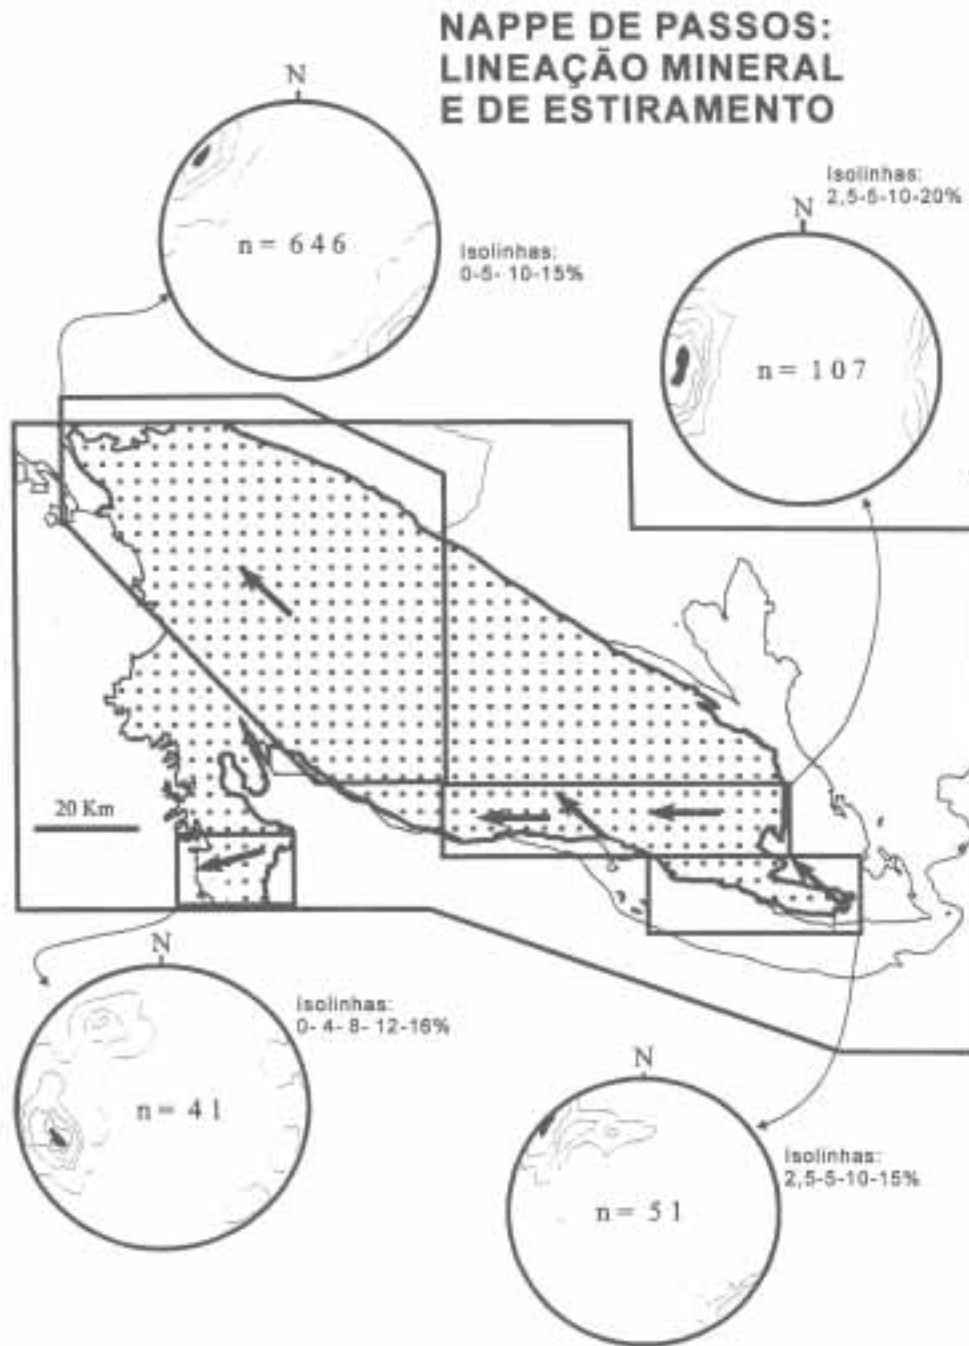 NAPPE DE PASSOS:
LINEAÇÃO MINERAL
E DE ESTIRAMENTO
N
n = 646
Isolinhas:
0-5- 10-15%
Isolinhas:
2,5-5-10-20%
N
n = 107
20 Km
N
n = 41
Isolinhas:
0- 4- 8- 12-16%
N
n = 51
Isolinhas:
2,5-5-10-15%